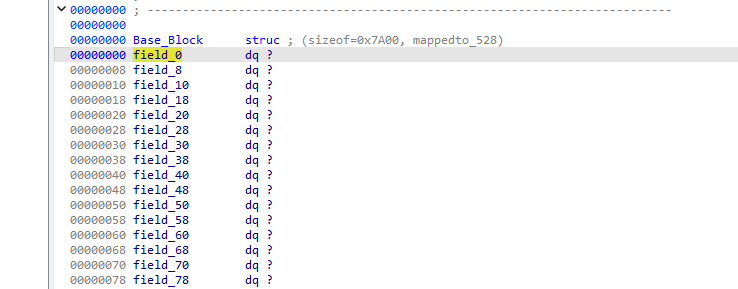 00000000 ; ---------------------------------------------------------------------------
00000000
00000000 Base_Block struc ; (sizeof=0x7A00, mappedto_528)
00000000 field_0 dq ?
00000008 field_8 dq ?
00000010 field_10 dq ?
00000018 field_18 dq ?
00000020 field_20 dq ?
00000028 field_28 dq ?
00000030 field_30 dq ?
00000038 field_38 dq ?
00000040 field_40 dq ?
00000048 field_48 dq ?
00000050 field_50 dq ?
00000058 field_58 dq ?
00000060 field_60 dq ?
00000068 field_68 dq ?
00000070 field_70 dq ?
00000078 field_78 dq ?